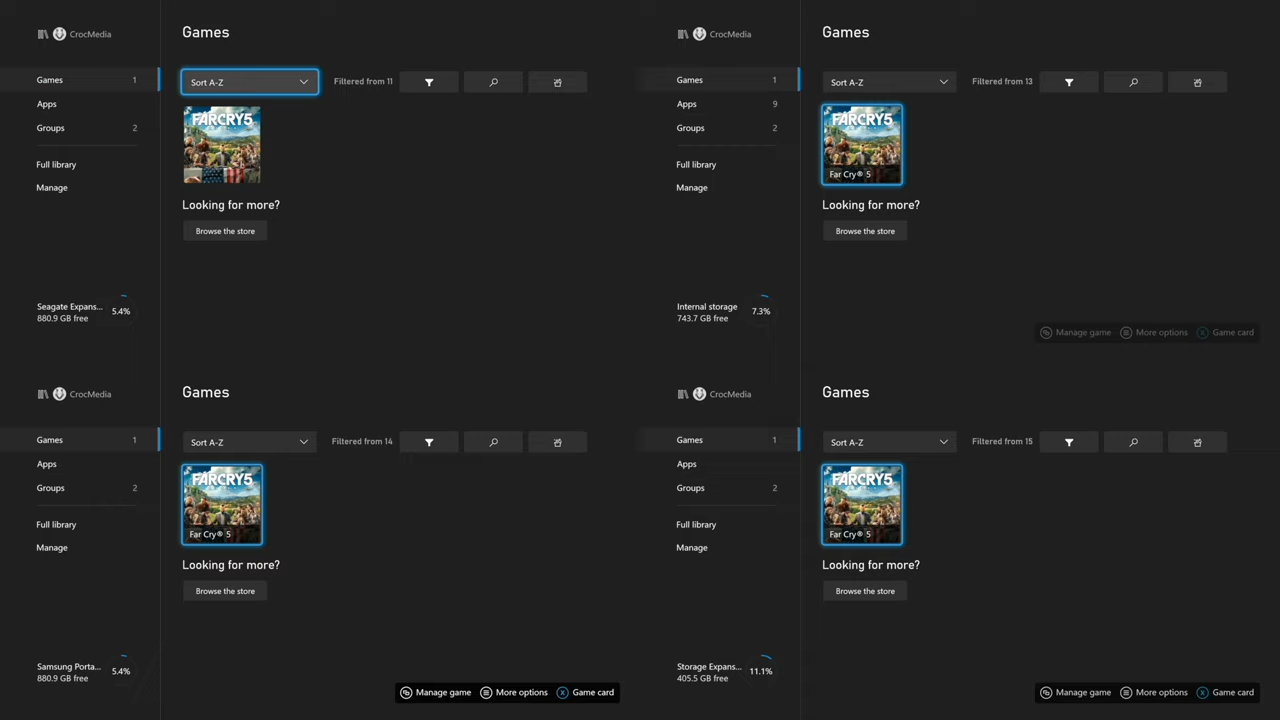 CrocMedia
Games
Games 1
Sort A-Z
Filtered from 11
Apps
Groups 2
FARCRY5
Full library
Manage
Looking for more?
Browse the store
Seagate Expans...
880.9 GB free
5.4%
CrocMedia
Games
Games 1
Sort A-Z
Filtered from 13
Apps 9
Groups 2
FARCRY5
Far Cry® 5
Full library
Manage
Looking for more?
Browse the store
Internal storage
743.7 GB free
7.3%
Manage game
More options
X Game card
CrocMedia
Games
Games 1
Sort A-Z
Filtered from 14
Apps
Groups 2
FARCRY5
Far Cry® 5
Full library
Manage
Looking for more?
Browse the store
Samsung Porta...
880.9 GB free
5.4%
Manage game
More options
X Game card
CrocMedia
Games
Games 1
Sort A-Z
Filtered from 15
Apps
Groups 2
FARCRY5
Far Cry® 5
Full library
Manage
Looking for more?
Browse the store
Storage Expans...
405.5 GB free
11.1%
Manage game
More options
X Game card